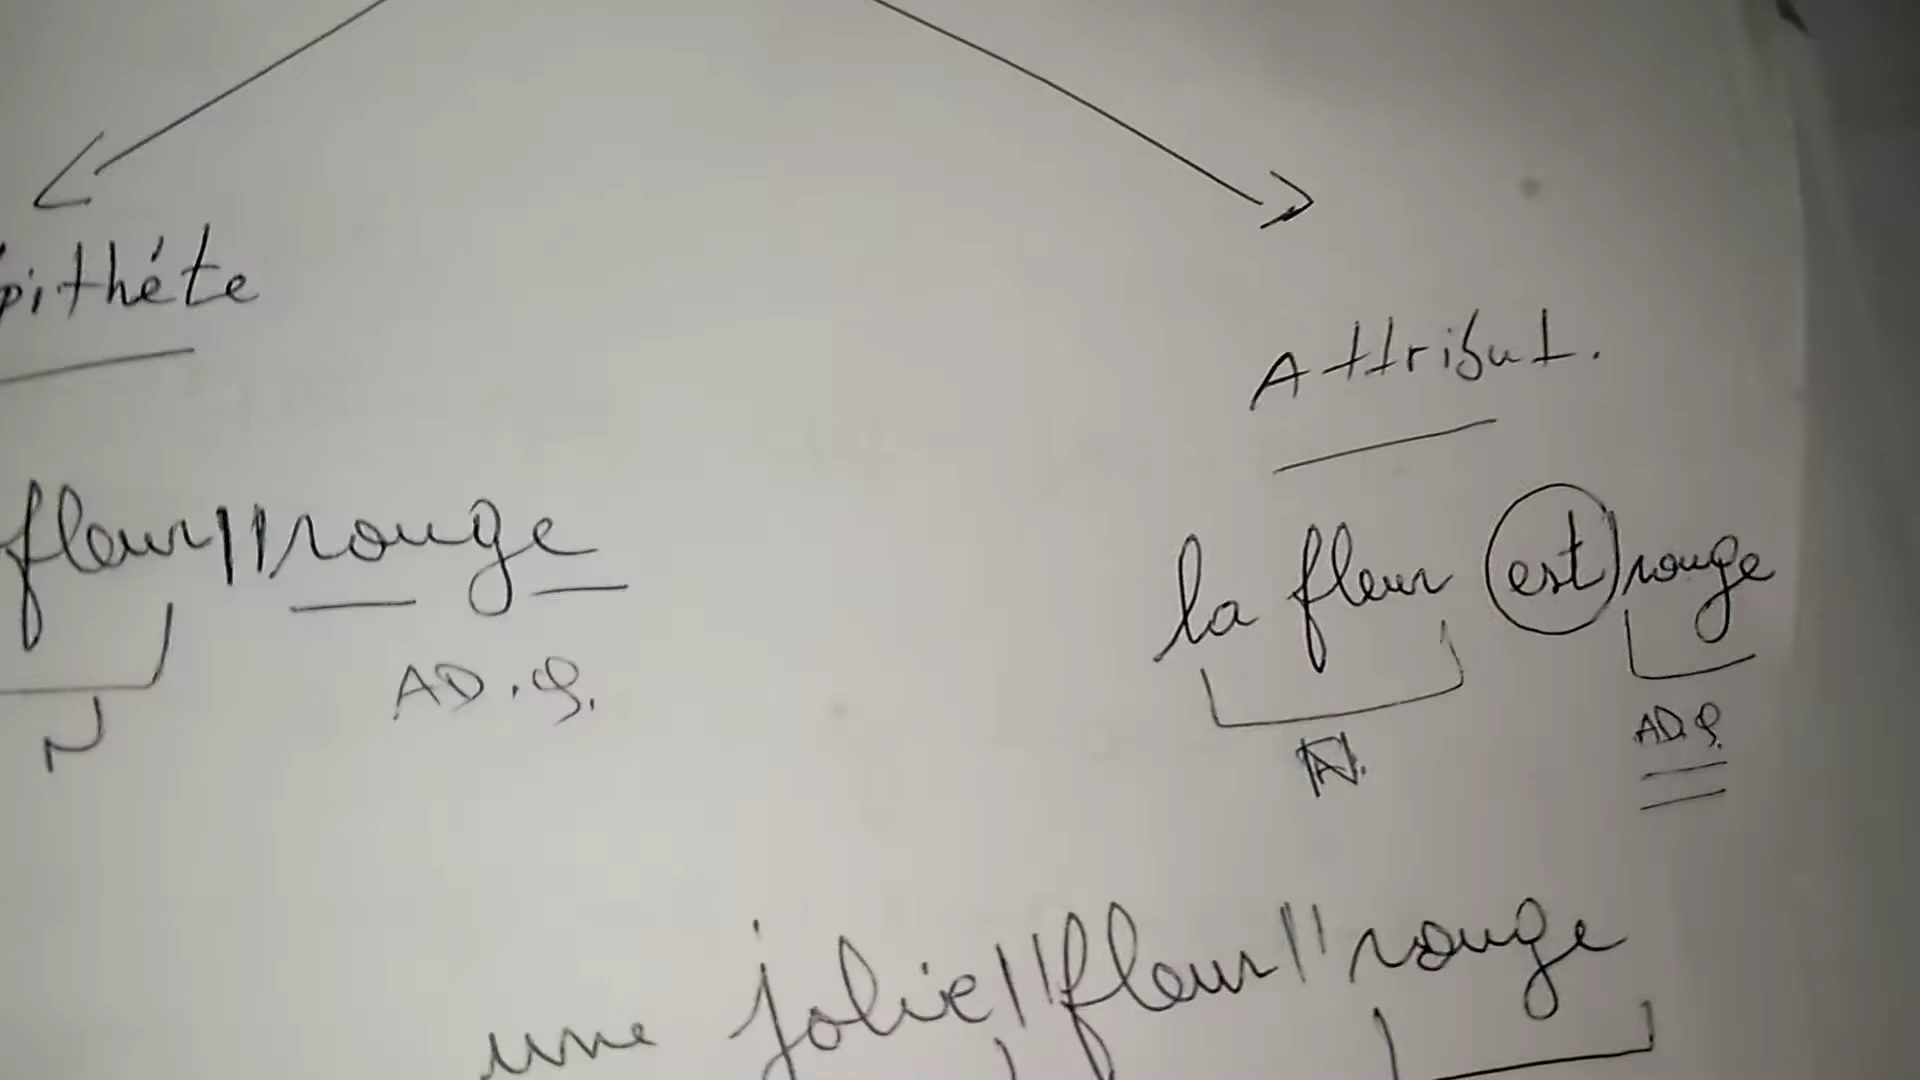 pithéte
Attribut.
fleur||rouge
la fleur est rouge
N
AD.Q.
N.
AD.Q.
une jolie||fleur||rouge